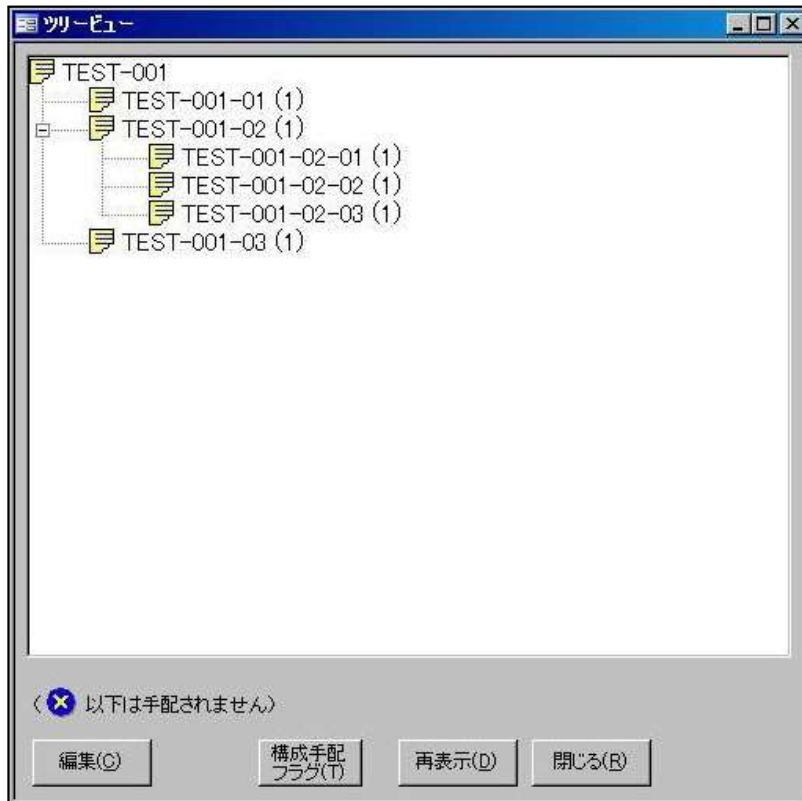 ツリービュー
TEST-001
TEST-001-01 (1)
TEST-001-02 (1)
TEST-001-02-01 (1)
TEST-001-02-02 (1)
TEST-001-02-03 (1)
TEST-001-03 (1)
( 以下は手配されません)
編集(C)
構成手配
フラグ(T)
再表示(D)
閉じる(R)